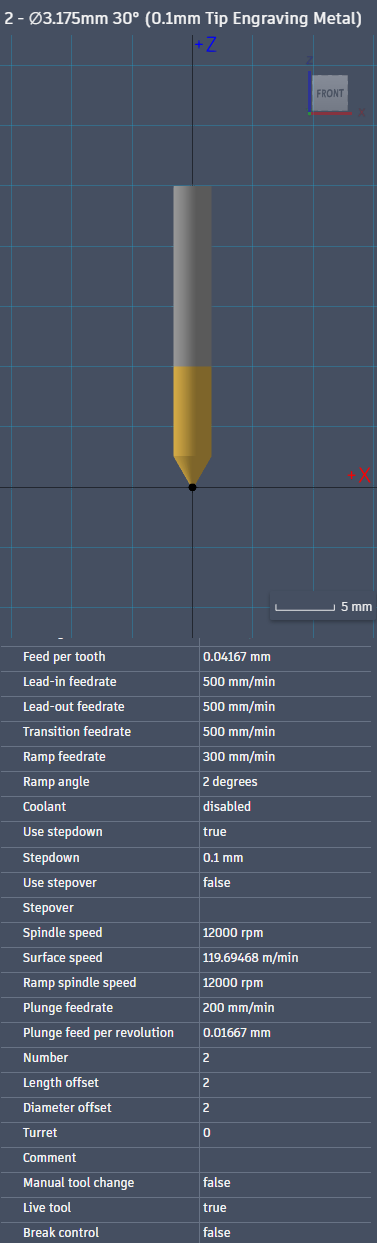 2 - Ø3.175mm 30° (0.1mm Tip Engraving Metal)
+Z
Z
FRONT
X
+X
5 mm
Feed per tooth 0.04167 mm
Lead-in feedrate 500 mm/min
Lead-out feedrate 500 mm/min
Transition feedrate 500 mm/min
Ramp feedrate 300 mm/min
Ramp angle 2 degrees
Coolant disabled
Use stepdown true
Stepdown 0.1 mm
Use stepover false
Stepover
Spindle speed 12000 rpm
Surface speed 119.69468 m/min
Ramp spindle speed 12000 rpm
Plunge feedrate 200 mm/min
Plunge feed per revolution 0.01667 mm
Number 2
Length offset 2
Diameter offset 2
Turret 0
Comment
Manual tool change false
Live tool true
Break control false